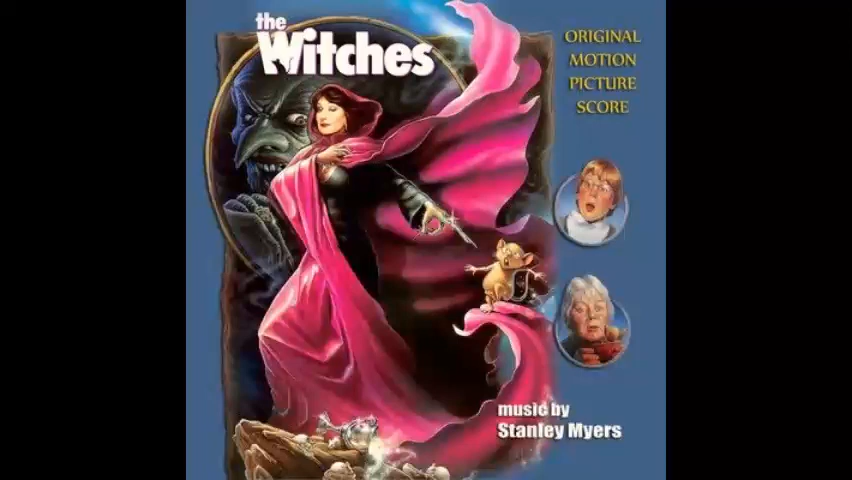 the
Witches
ORIGINAL
MOTION
PICTURE
SCORE
music by
Stanley Myers